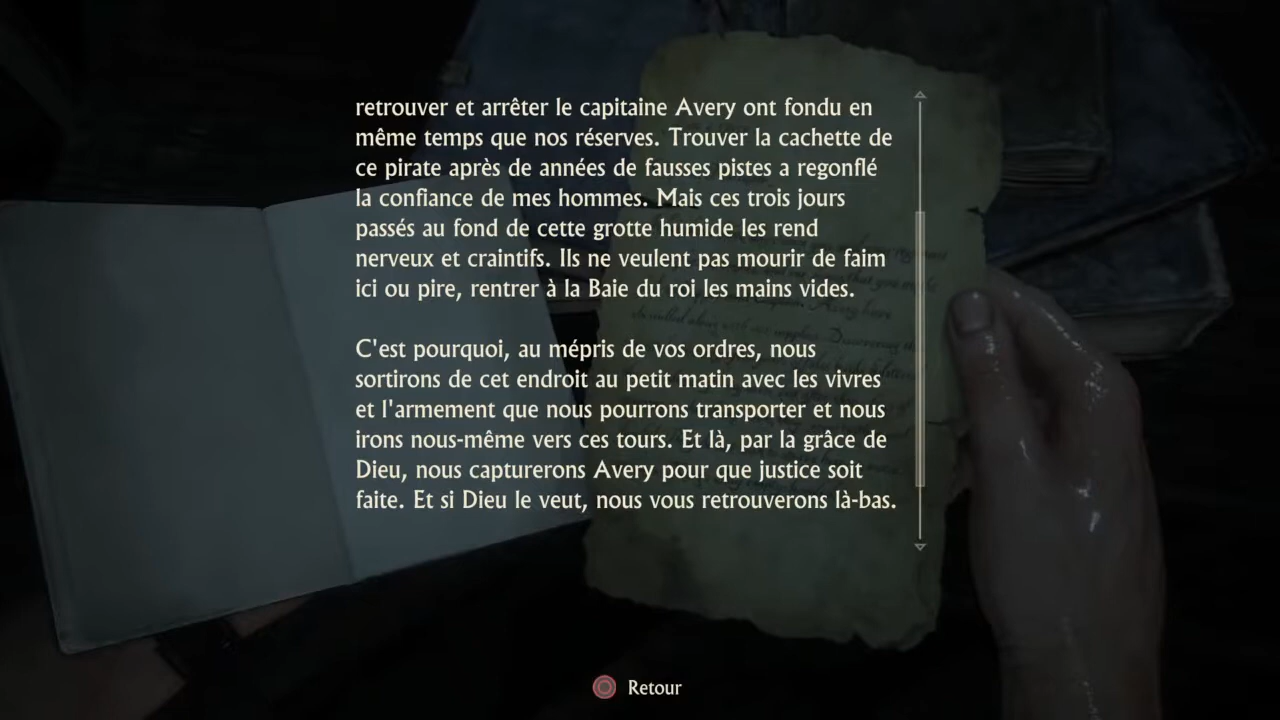 retrouver et arrêter le capitaine Avery ont fondu en
même temps que nos réserves. Trouver la cachette de
ce pirate après de années de fausses pistes a regonflé
la confiance de mes hommes. Mais ces trois jours
passés au fond de cette grotte humide les rend
nerveux et craintifs. Ils ne veulent pas mourir de faim
ici ou pire, rentrer à la Baie du roi les mains vides.
C'est pourquoi, au mépris de vos ordres, nous
sortirons de cet endroit au petit matin avec les vivres
et l'armement que nous pourrons transporter et nous
irons nous-même vers ces tours. Et là, par la grâce de
Dieu, nous capturerons Avery pour que justice soit
faite. Et si Dieu le veut, nous vous retrouverons là-bas.
Retour